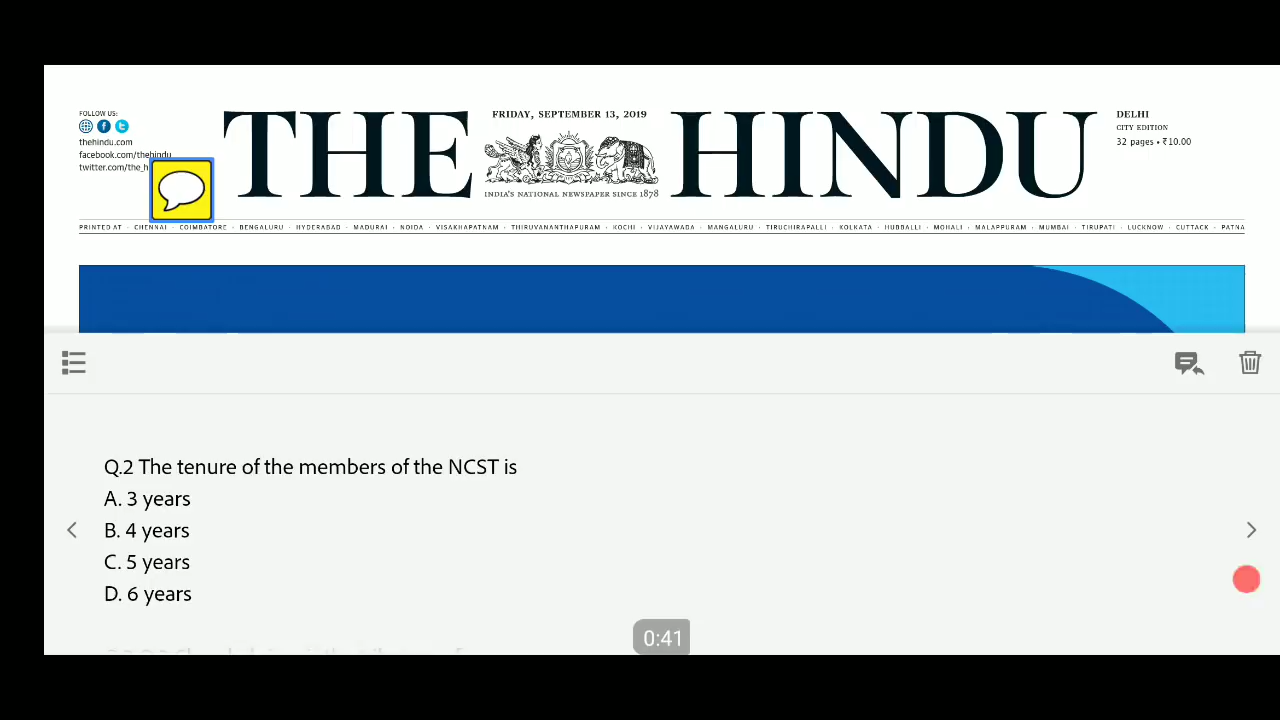 FOLLOW US:
thehindu.com
facebook.com/thehindu
twitter.com/the_h
THE HINDU
FRIDAY, SEPTEMBER 13, 2019
INDIA'S NATIONAL NEWSPAPER SINCE 1878
DELHI
CITY EDITION
32 pages • ₹10.00
PRINTED AT · CHENNAI · COIMBATORE · BENGALURU · HYDERABAD · MADURAI · NOIDA · VISAKHAPATNAM · THIRUVANANTHAPURAM · KOCHI · VIJAYAWADA · MANGALURU · TIRUCHIRAPALLI · KOLKATA · HUBBALLI · MOHALI · MALAPPURAM · MUMBAI · TIRUPATI · LUCKNOW · CUTTACK · PATNA
Q.2 The tenure of the members of the NCST is
A. 3 years
B. 4 years
C. 5 years
D. 6 years
0:41